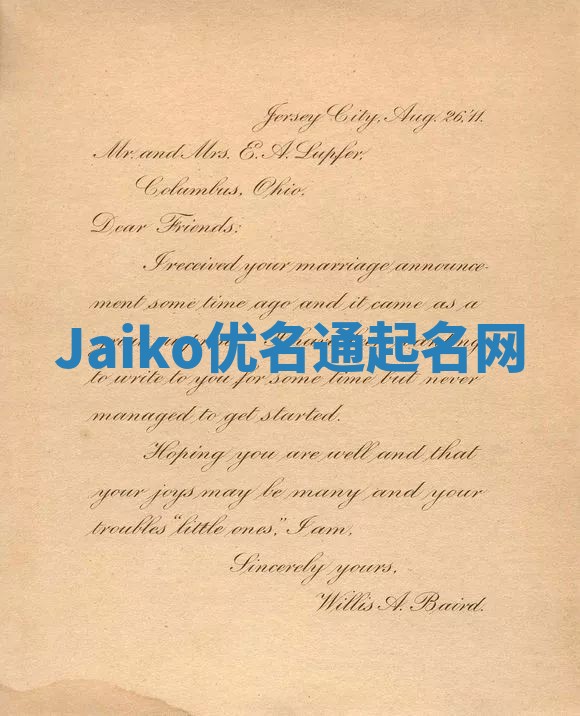 Jersey City, Aug. 26, '11.
Mr. and Mrs. E. A. Lupfer,
Columbus, Ohio.
Dear Friends:
I received your marriage announce-
ment some time ago and it came as a
Jaiko优名通起名网
to write to you for some time but never
managed to get started.
Hoping you are well and that
your joys may be many and your
troubles "little ones," I am,
Sincerely yours,
Willis A. Baird.